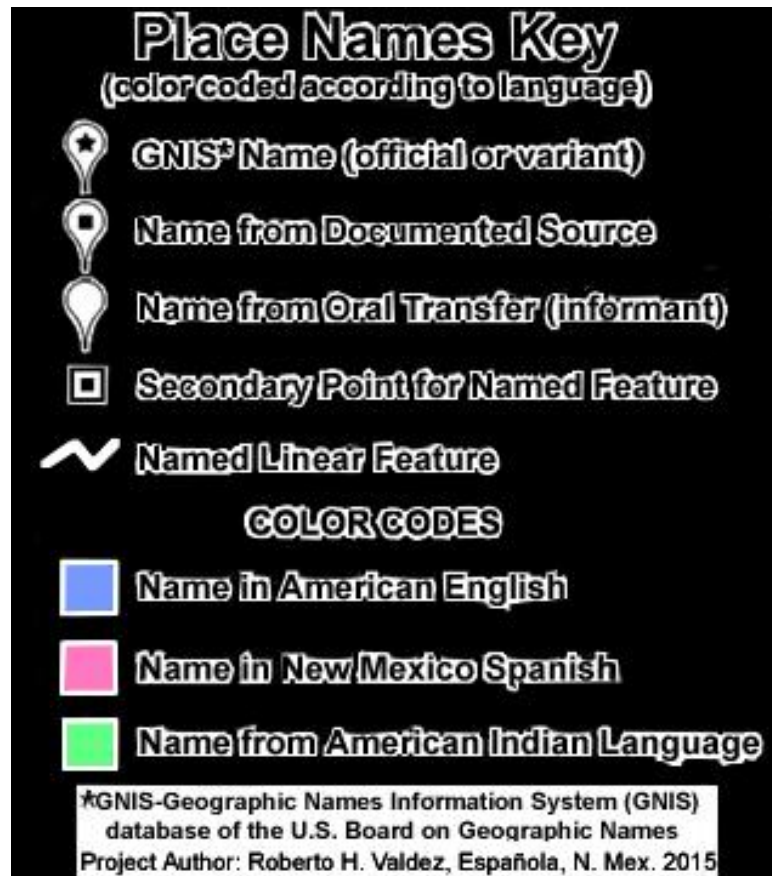 Place Names Key
(color coded according to language)
GNIS* Name (official or variant)
Name from Documented Source
Name from Oral Transfer (informant)
Secondary Point for Named Feature
Named Linear Feature
COLOR CODES
Name in American English
Name in New Mexico Spanish
Name from American Indian Language
*GNIS-Geographic Names Information System (GNIS)
database of the U.S. Board on Geographic Names
Project Author: Roberto H. Valdez, Española, N. Mex. 2015